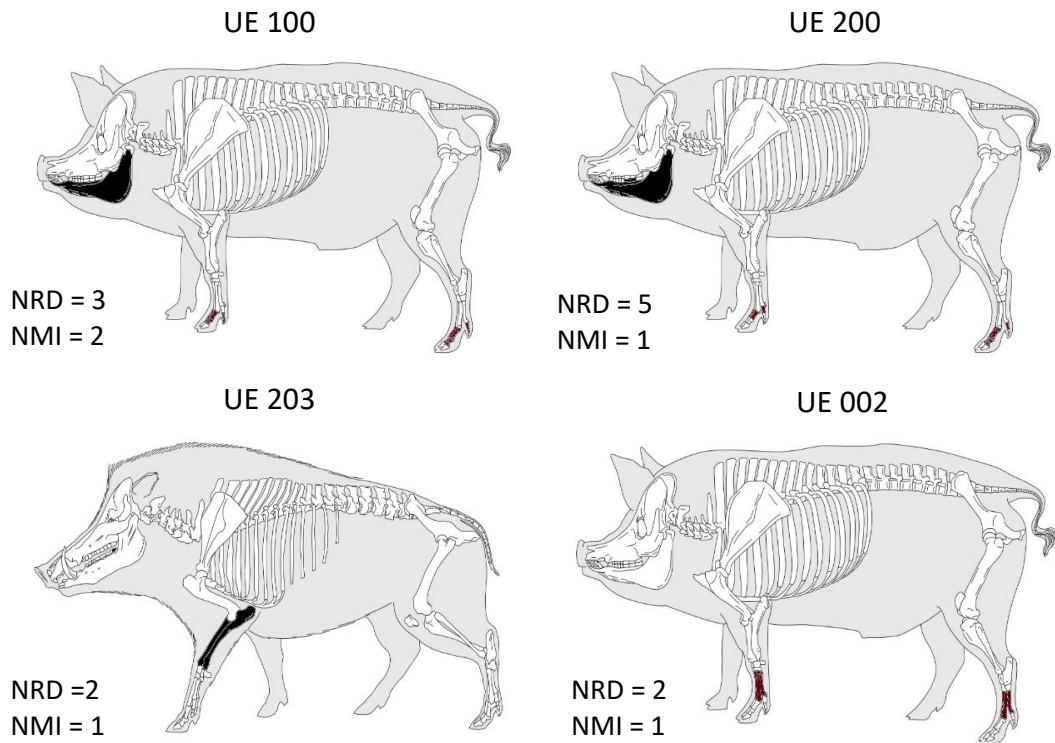 UE 100
UE 200
NRD = 3
NMI = 2
NRD = 5
NMI = 1
UE 203
UE 002
NRD =2
NMI = 1
NRD = 2
NMI = 1